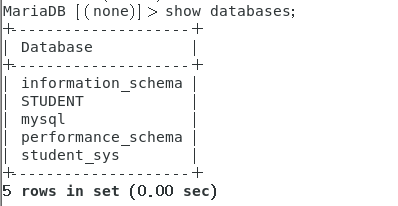 MariaDB [(none)]> show databases;
+--------------------+
| Database           |
+--------------------+
| information_schema |
| STUDENT            |
| mysql              |
| performance_schema |
| student_sys        |
+--------------------+
5 rows in set (0.00 sec)